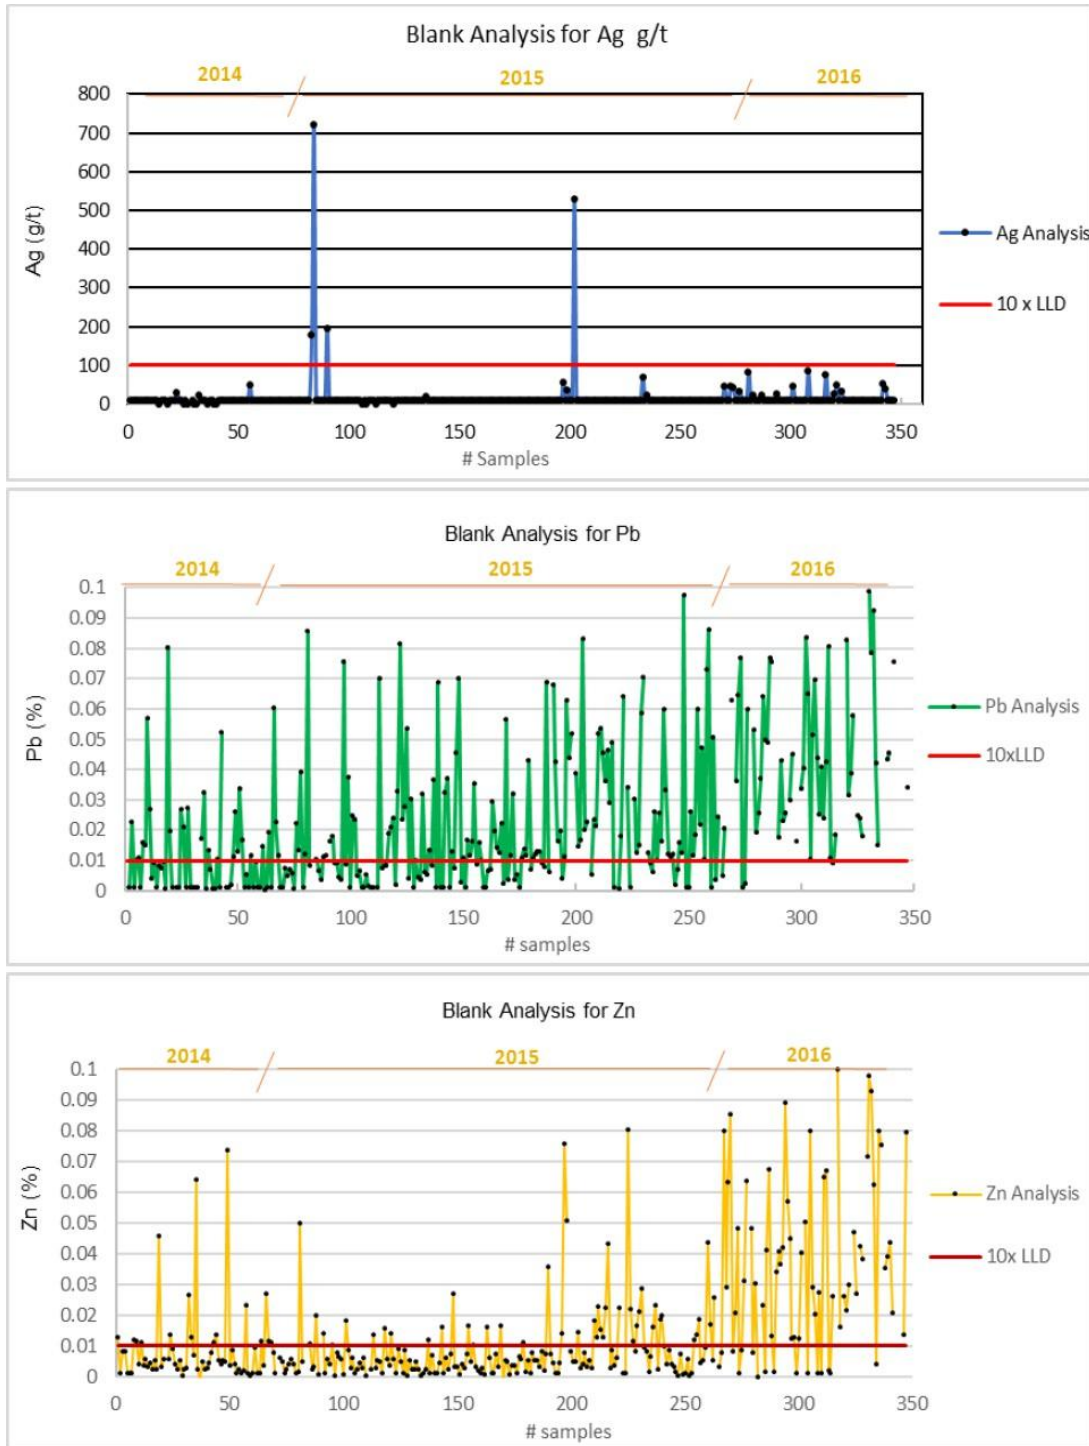 Blank Analysis for Ag g/t
2014 2015 2016
800
700
600
500
400
300
200
100
0
Ag (g/t)
0 50 100 150 200 250 300 350
# Samples
Ag Analysis
10 x LLD
Blank Analysis for Pb
2014 2015 2016
0.1
0.09
0.08
0.07
0.06
0.05
0.04
0.03
0.02
0.01
0
Pb (%)
0 50 100 150 200 250 300 350
# samples
Pb Analysis
10xLLD
Blank Analysis for Zn
2014 2015 2016
0.1
0.09
0.08
0.07
0.06
0.05
0.04
0.03
0.02
0.01
0
Zn (%)
0 50 100 150 200 250 300 350
# samples
Zn Analysis
10x LLD